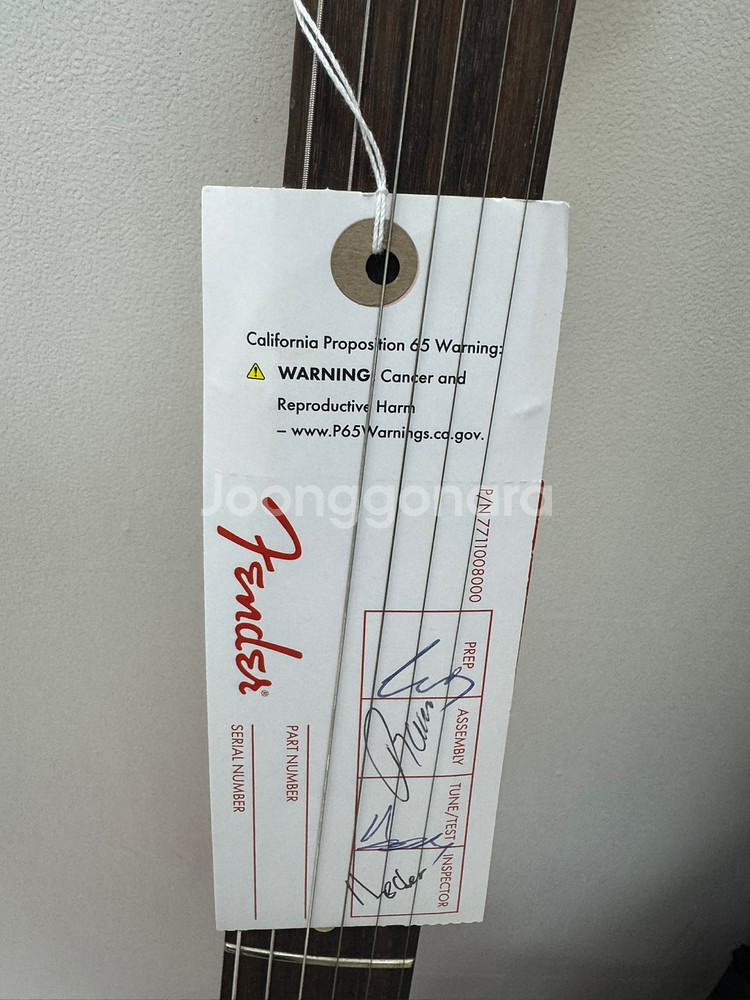 California Proposition 65 Warning:
WARNING: Cancer and
Reproductive Harm
– www.P65Warnings.ca.gov.
Joonggonara
P/N 7711008000
Fender®
PREP
ASSEMBLY
TUNE/TEST
INSPECTOR
PART NUMBER
SERIAL NUMBER